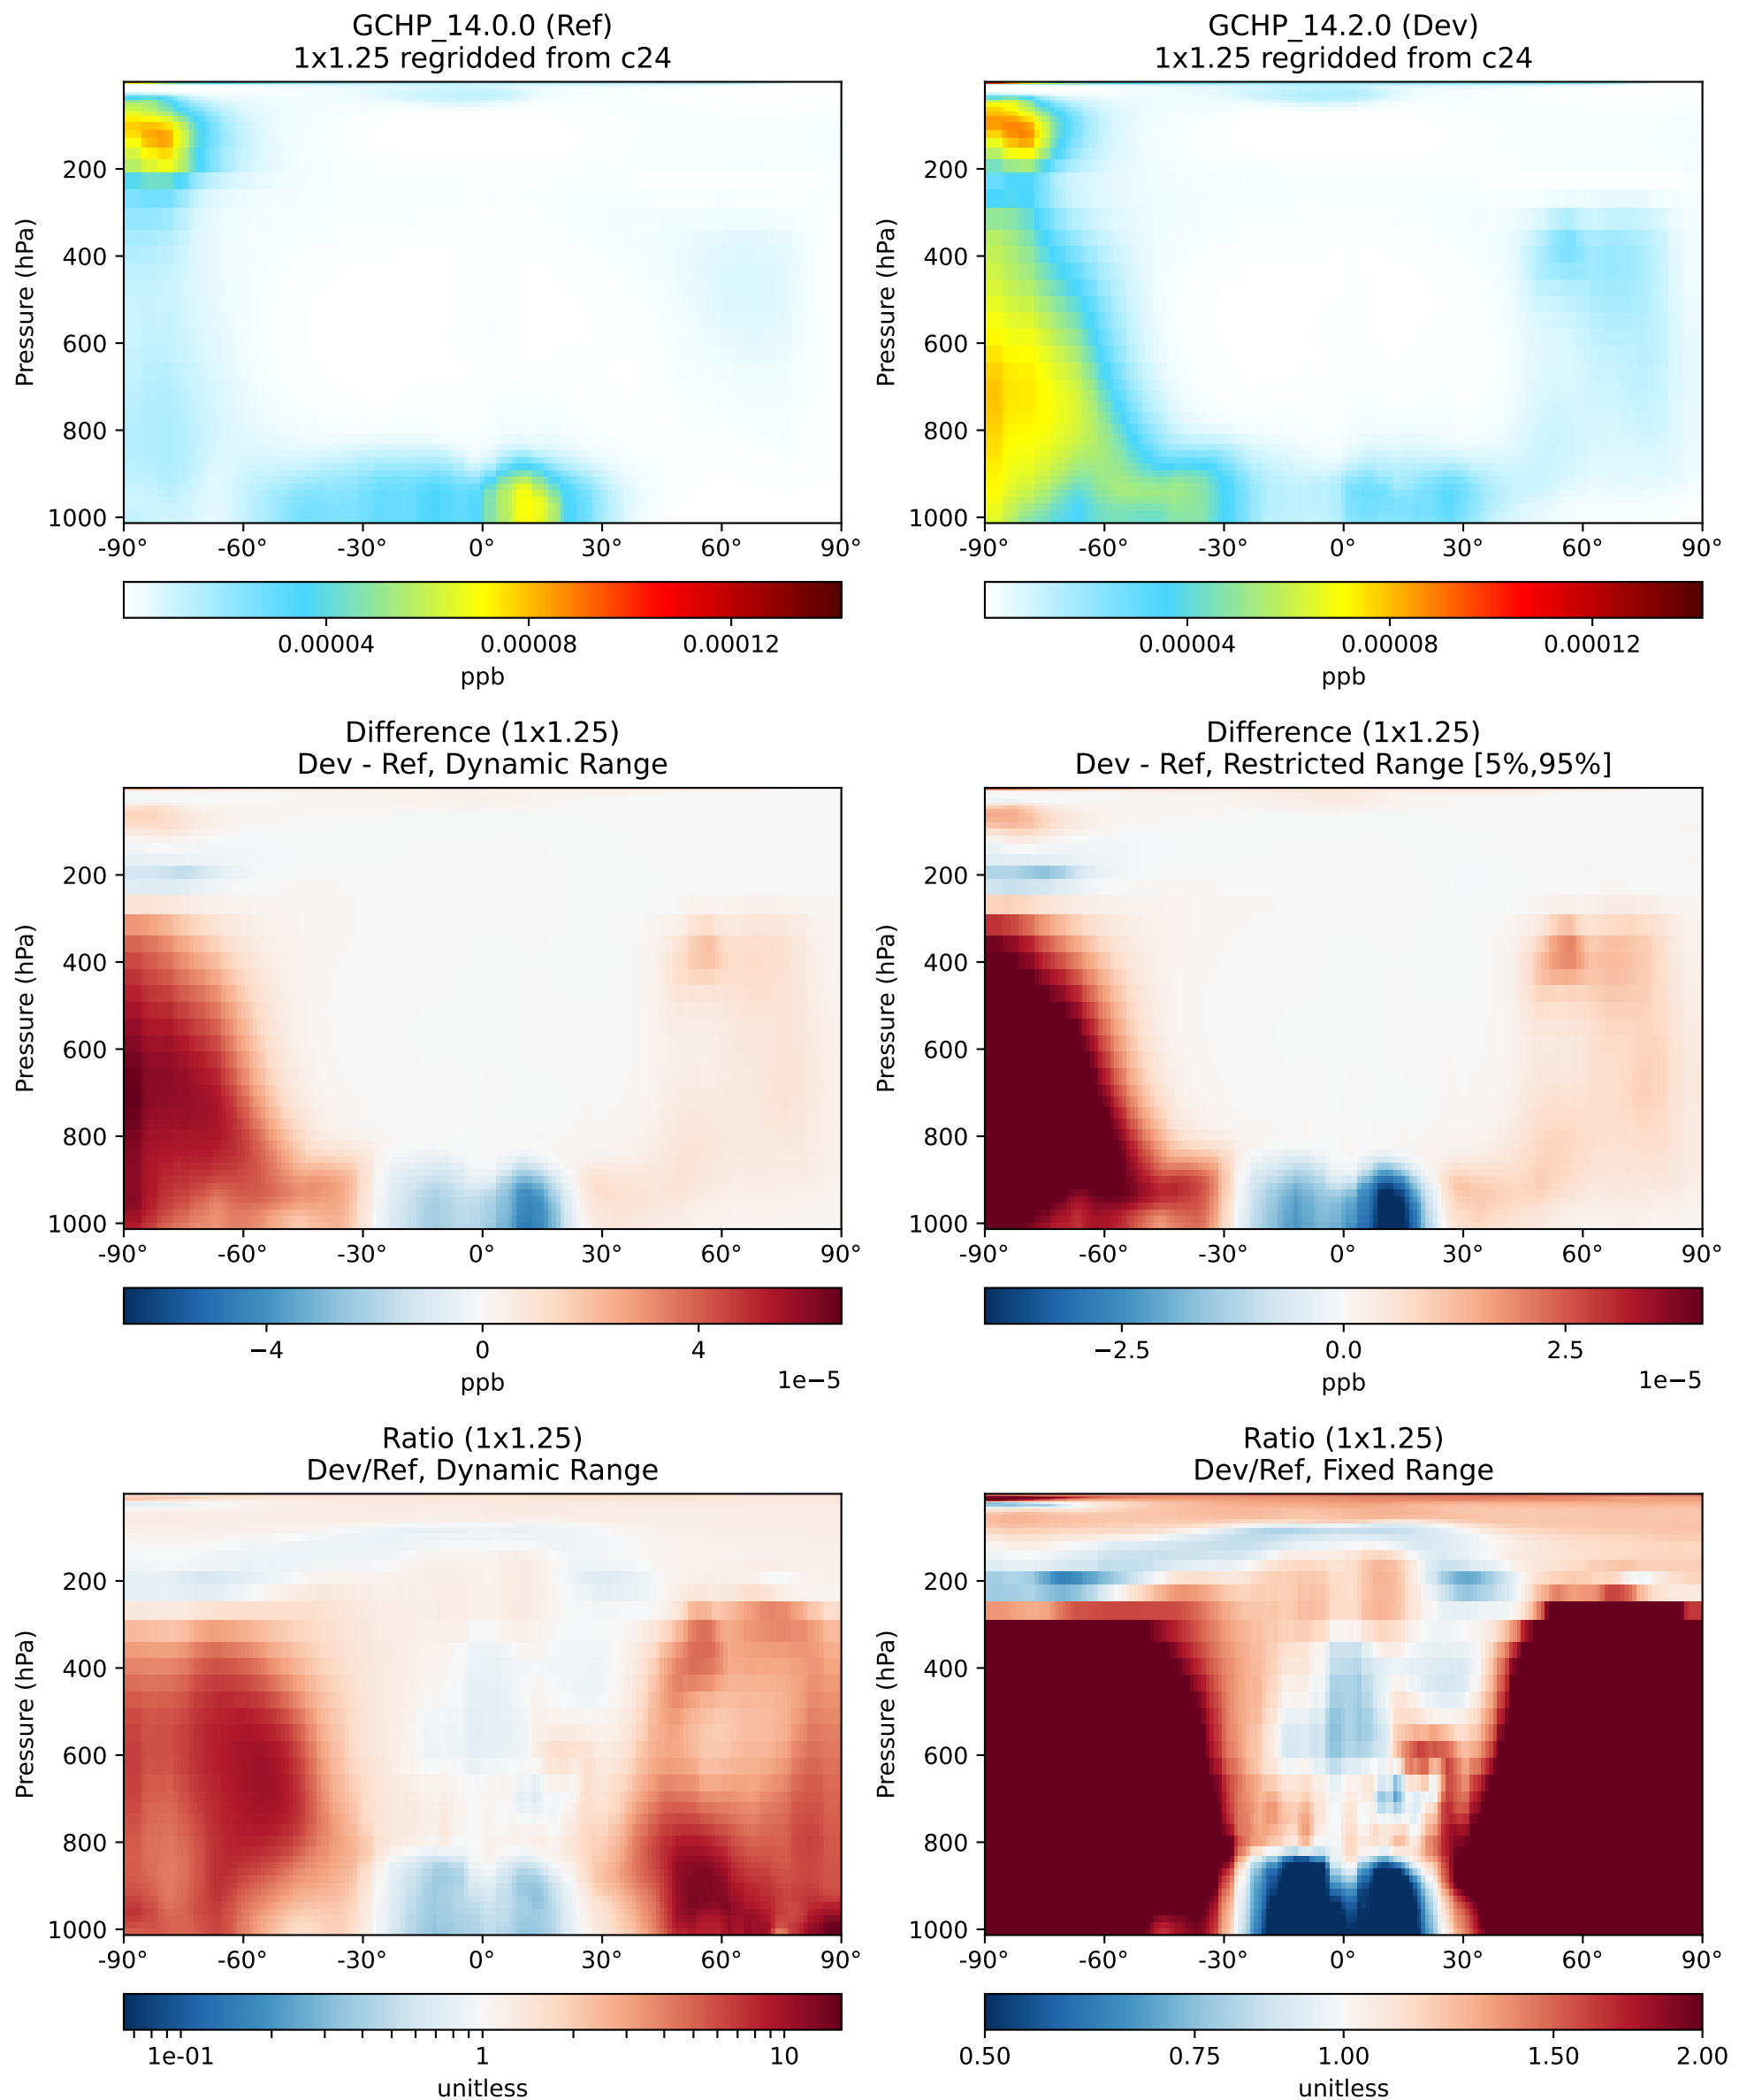 GCHP_14.0.0 (Ref)
1x1.25 regridded from c24
Pressure (hPa)
200
400
600
800
1000
-90° -60° -30° 0° 30° 60° 90°
0.00004 0.00008 0.00012
ppb
GCHP_14.2.0 (Dev)
1x1.25 regridded from c24
Pressure (hPa)
200
400
600
800
1000
-90° -60° -30° 0° 30° 60° 90°
0.00004 0.00008 0.00012
ppb
Difference (1x1.25)
Dev - Ref, Dynamic Range
Pressure (hPa)
200
400
600
800
1000
-90° -60° -30° 0° 30° 60° 90°
−4 0 4
1e−5
ppb
Difference (1x1.25)
Dev - Ref, Restricted Range [5%,95%]
Pressure (hPa)
200
400
600
800
1000
-90° -60° -30° 0° 30° 60° 90°
−2.5 0.0 2.5
1e−5
ppb
Ratio (1x1.25)
Dev/Ref, Dynamic Range
Pressure (hPa)
200
400
600
800
1000
-90° -60° -30° 0° 30° 60° 90°
1e-01 1 10
unitless
Ratio (1x1.25)
Dev/Ref, Fixed Range
Pressure (hPa)
200
400
600
800
1000
-90° -60° -30° 0° 30° 60° 90°
0.50 0.75 1.00 1.50 2.00
unitless